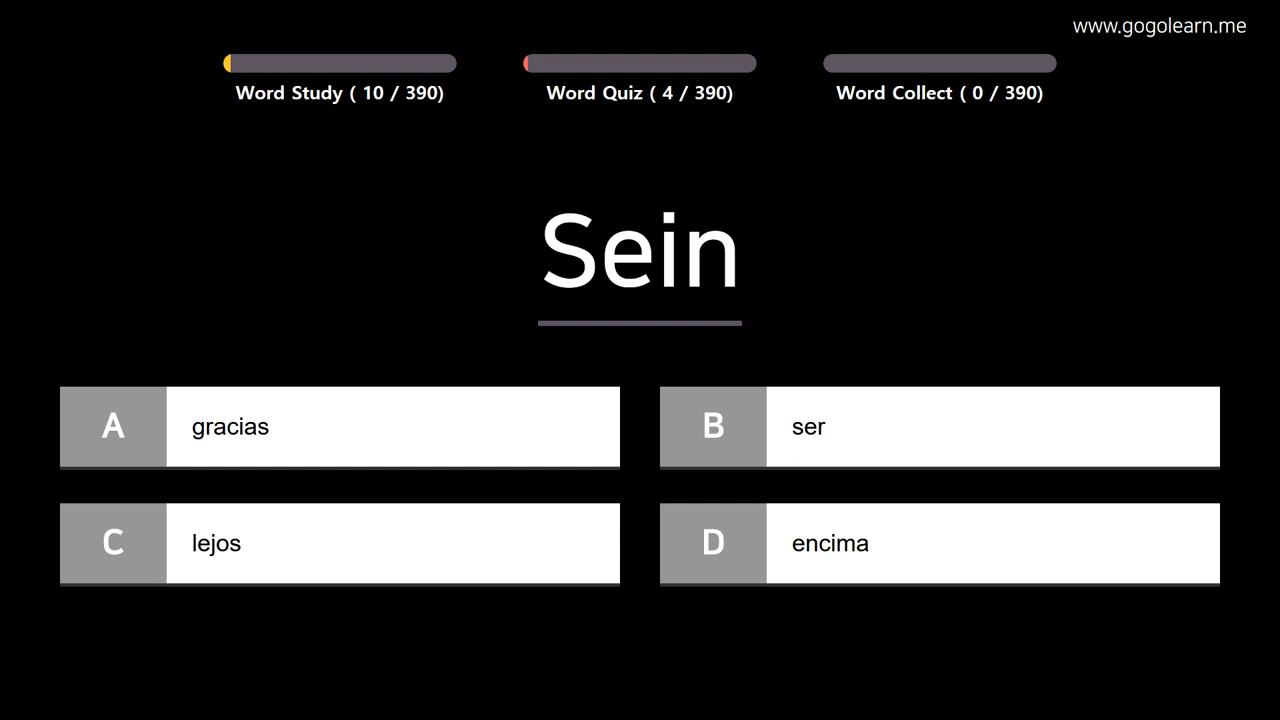 www.gogolearn.me
Word Study ( 10 / 390)
Word Quiz ( 4 / 390)
Word Collect ( 0 / 390)
Sein
A gracias
B ser
C lejos
D encima